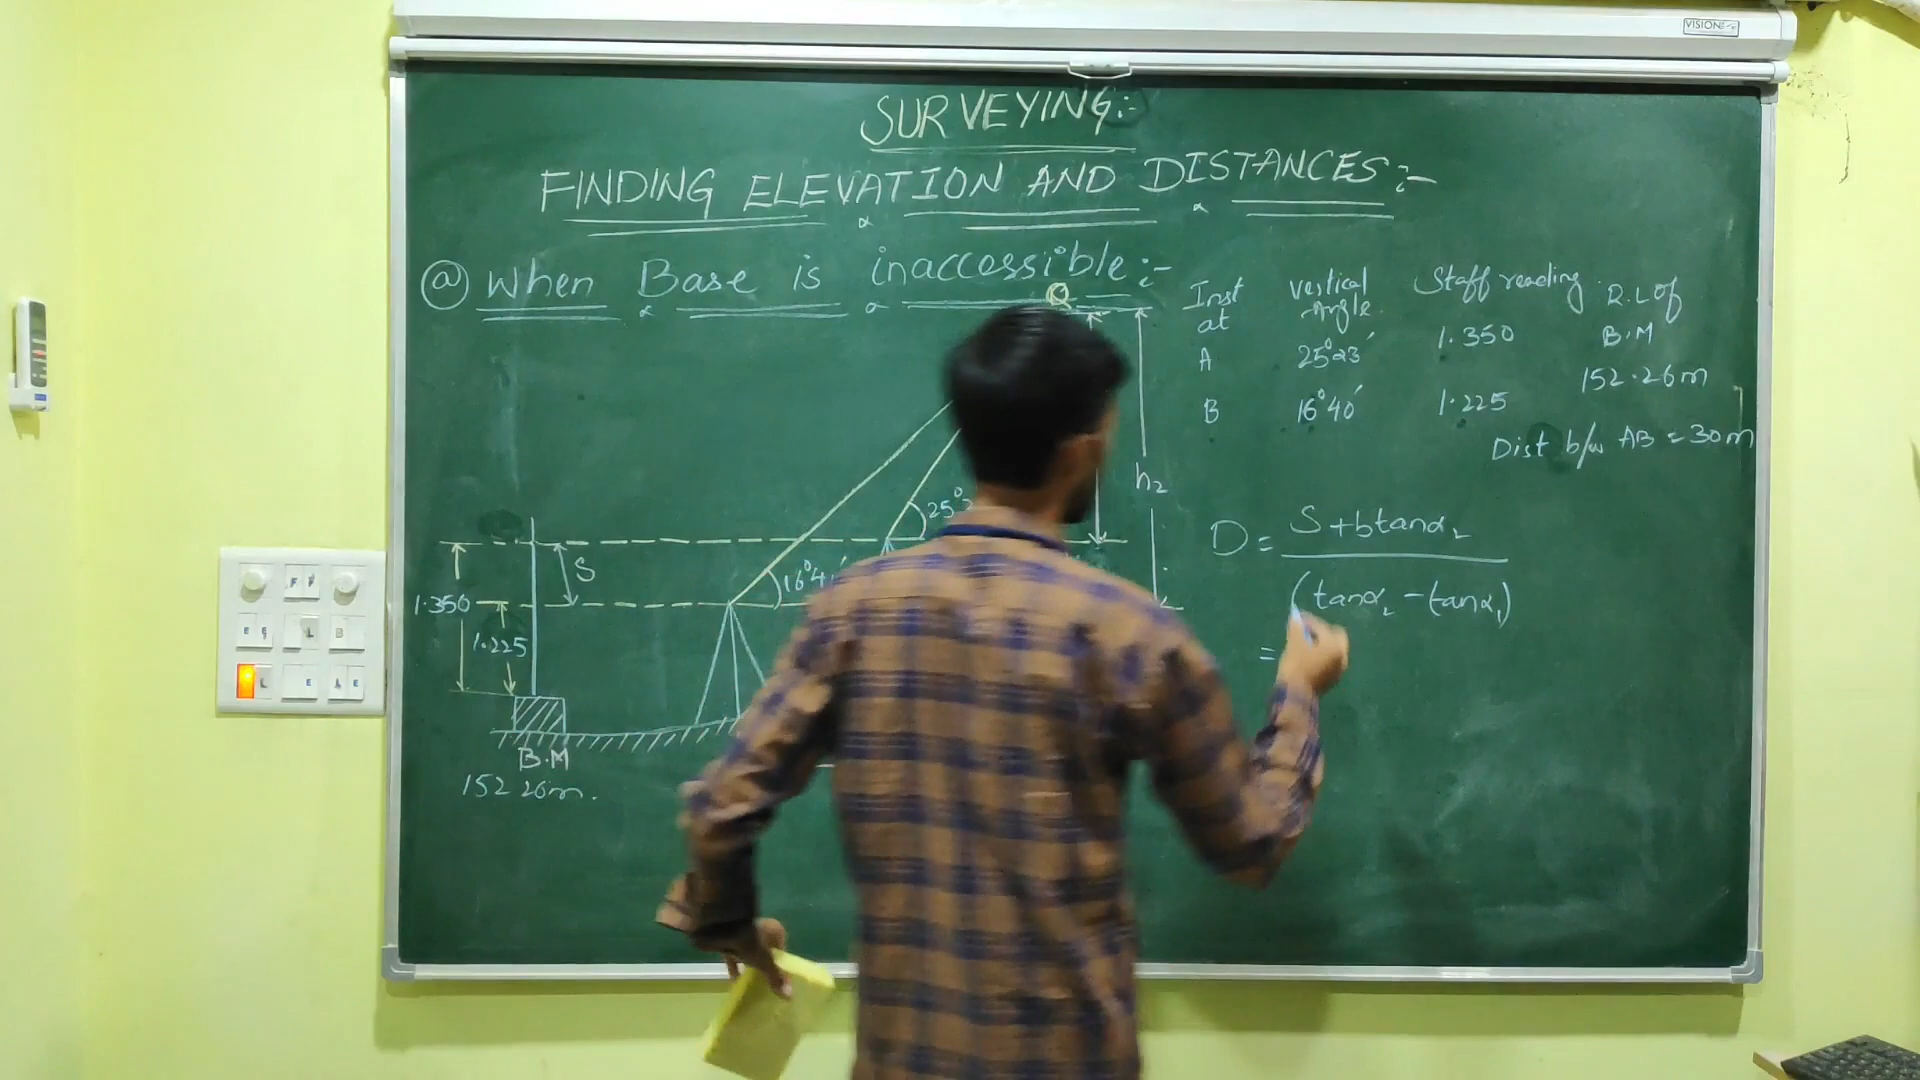 VISION
SURVEYING:-
FINDING ELEVATION AND DISTANCES:-
ⓐ When Base is inaccessible:-
Q
Inst at
Vertical Angle
Staff reading
R.L of B.M
A 25°23' 1.350
152.26m
B 16°40' 1.225
Dist b/w AB = 30m
h₂
25°2
16°4
S
1.350
1.225
B.M
152 26m.
D = S+btanα₂
(tanα₂ - tanα₁)
=